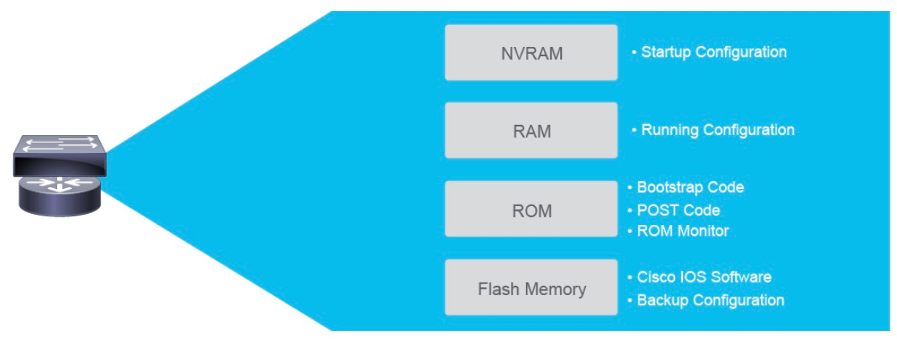 NVRAM
• Startup Configuration
RAM
• Running Configuration
ROM
• Bootstrap Code
• POST Code
• ROM Monitor
Flash Memory
• Cisco IOS Software
• Backup Configuration